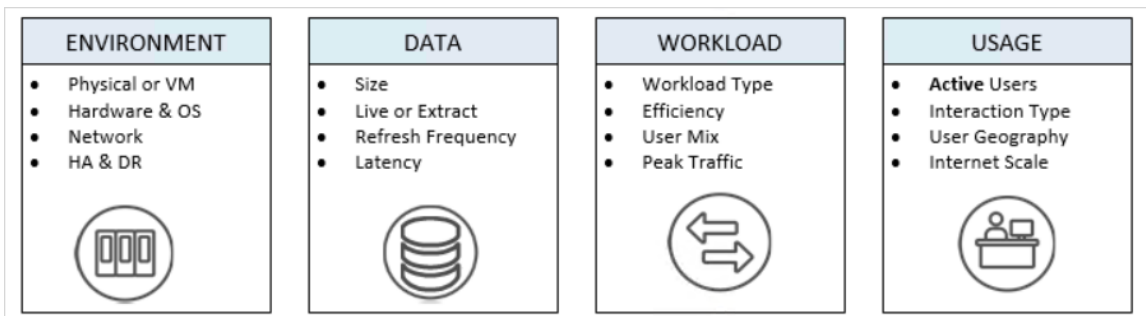 ENVIRONMENT
• Physical or VM
• Hardware & OS
• Network
• HA & DR
DATA
• Size
• Live or Extract
• Refresh Frequency
• Latency
WORKLOAD
• Workload Type
• Efficiency
• User Mix
• Peak Traffic
USAGE
• Active Users
• Interaction Type
• User Geography
• Internet Scale